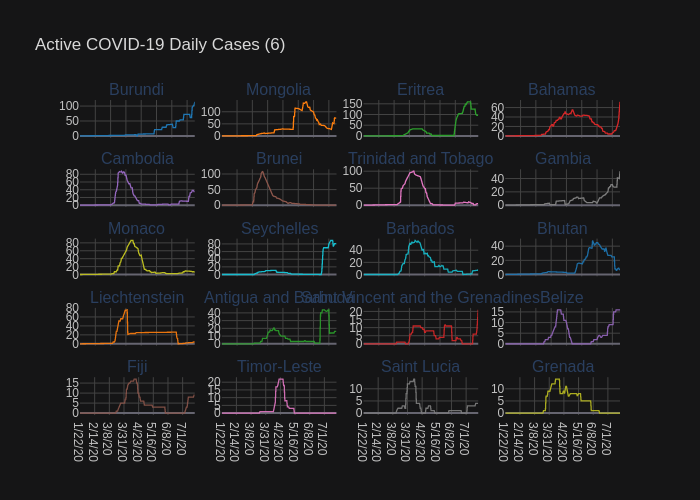 Active COVID-19 Daily Cases (6)
Burundi Mongolia Eritrea Bahamas
100 50 0
100 50 0
150 100 50 0
60 40 20 0
Cambodia Brunei Trinidad and Tobago Gambia
80 60 40 20 0
100 50 0
100 50 0
40 20 0
Monaco Seychelles Barbados Bhutan
80 60 40 20 0
80 60 40 20 0
40 20 0
40 20 0
Liechtenstein Antigua and Barbuda Saint Vincent and the Grenadines Belize
80 60 40 20 0
40 30 20 10 0
20 15 10 5 0
15 10 5 0
Fiji Timor-Leste Saint Lucia Grenada
15 10 5 0
20 15 10 5 0
10 5 0
10 5 0
1/22/20 2/14/20 3/8/20 3/31/20 4/23/20 5/16/20 6/8/20 7/1/20
1/22/20 2/14/20 3/8/20 3/31/20 4/23/20 5/16/20 6/8/20 7/1/20
1/22/20 2/14/20 3/8/20 3/31/20 4/23/20 5/16/20 6/8/20 7/1/20
1/22/20 2/14/20 3/8/20 3/31/20 4/23/20 5/16/20 6/8/20 7/1/20